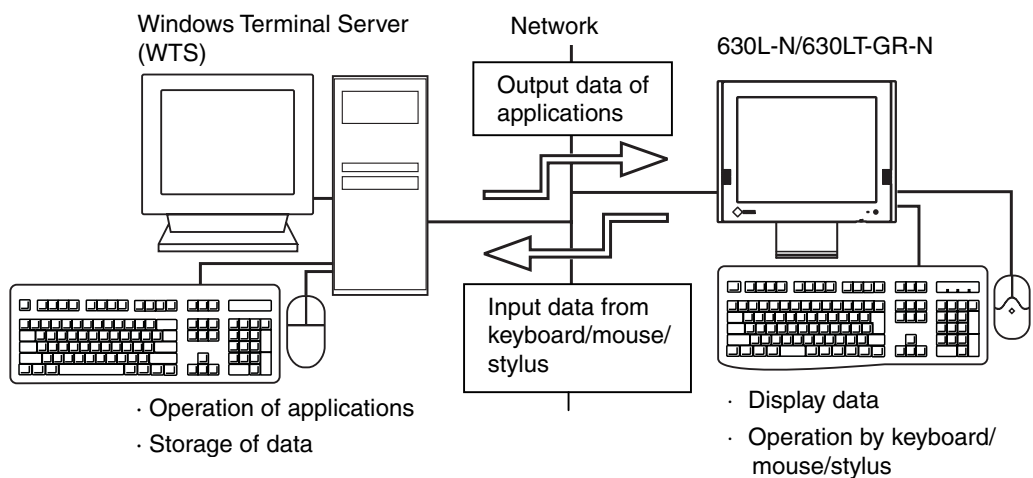 Windows Terminal Server
(WTS)
Network
630L-N/630LT-GR-N
Output data of
applications
Input data from
keyboard/mouse/
stylus
· Operation of applications
· Storage of data
· Display data
· Operation by keyboard/
mouse/stylus